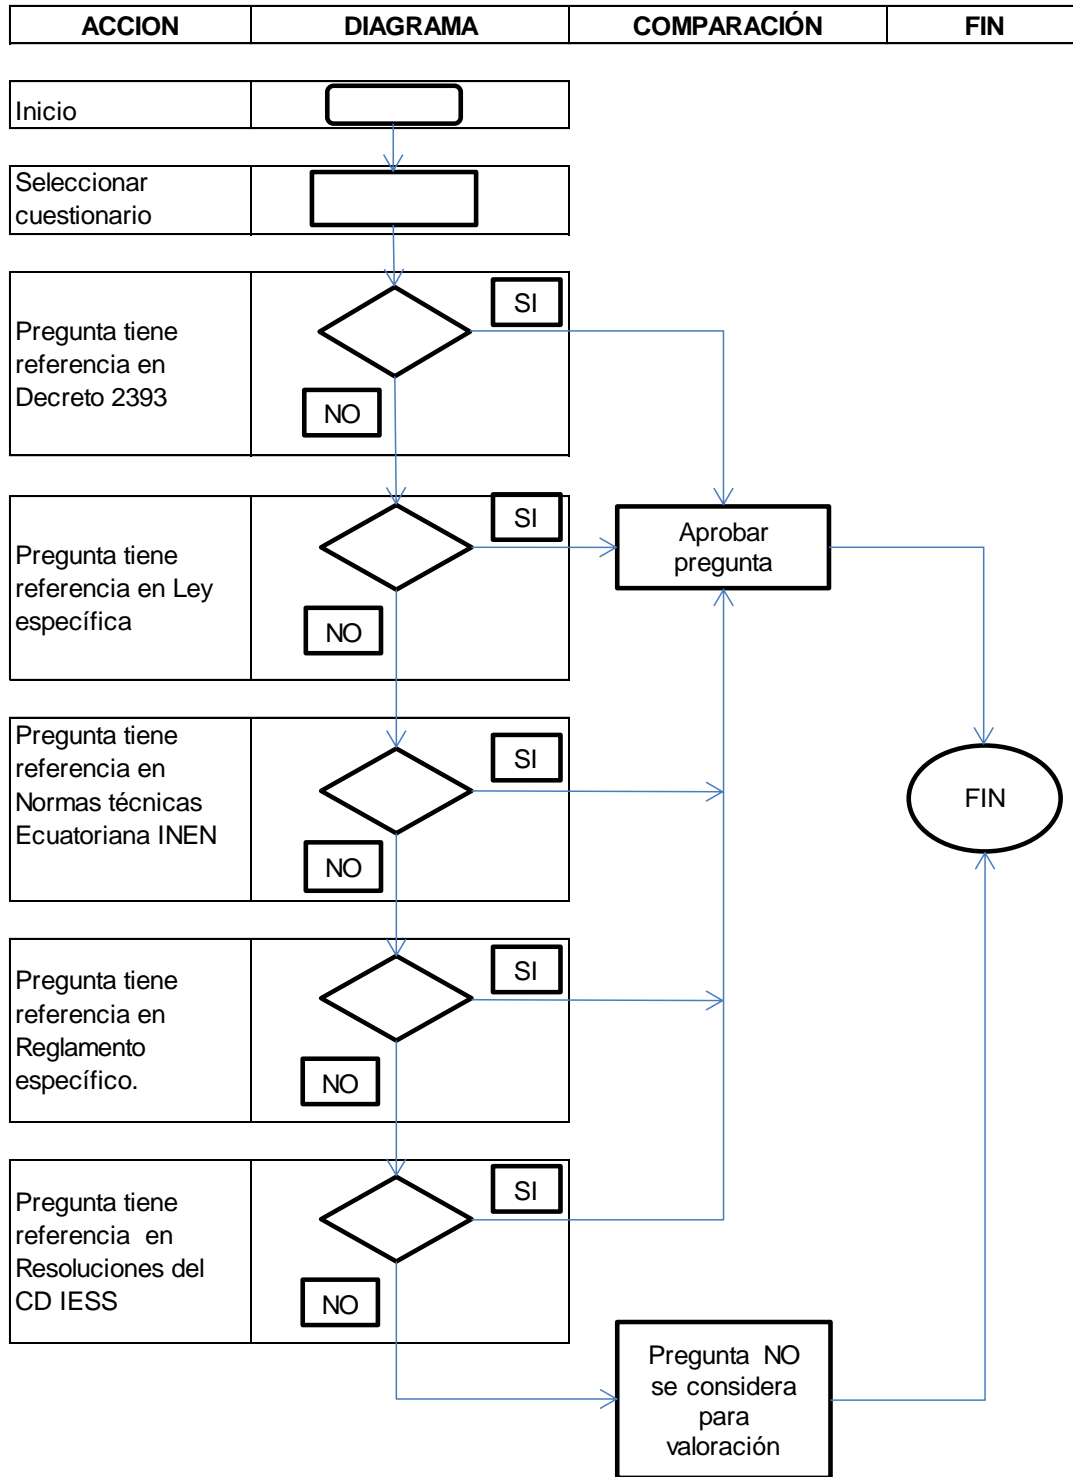 ACCION
DIAGRAMA
COMPARACIÓN
FIN
Inicio
Seleccionar
cuestionario
Pregunta tiene
referencia en
Decreto 2393
SI
NO
Pregunta tiene
referencia en Ley
específica
SI
NO
Aprobar
pregunta
Pregunta tiene
referencia en
Normas técnicas
Ecuatoriana INEN
SI
NO
FIN
Pregunta tiene
referencia en
Reglamento
específico.
SI
NO
Pregunta tiene
referencia en
Resoluciones del
CD IESS
SI
NO
Pregunta NO
se considera
para
valoración